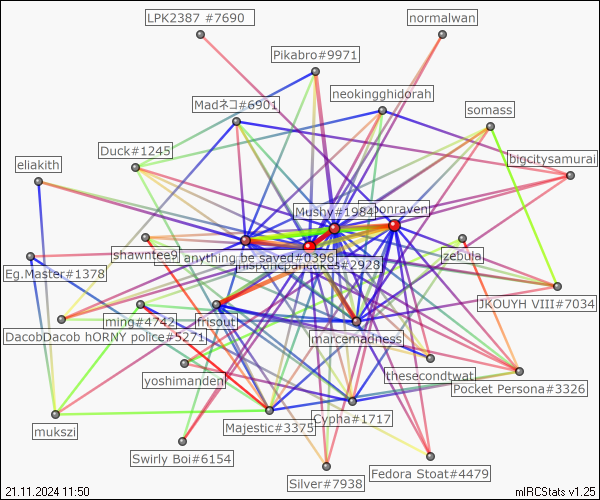 LPK2387 #7690
normalwan
Pikabro#9971
neokingghidorah
Madネコ#6901
somass
Duck#1245
bigcitysamurai
eliakith
Mushy#1984
onraven
shawntee9
anything be saved#0396
zebula
#2928
Eg.Master#1378
JKOUYH VIII#7034
ming#4742
frisout
DacobDacob hORNY police#5271
marcemadness
yoshimandenl
thesecondtwat
Pocket Persona#3326
mukszi
Majestic#3375
Cypha#1717
Swirly Boi#6154
Silver#7938
Fedora Stoat#4479
21.11.2024 11:50
mIRCStats v1.25